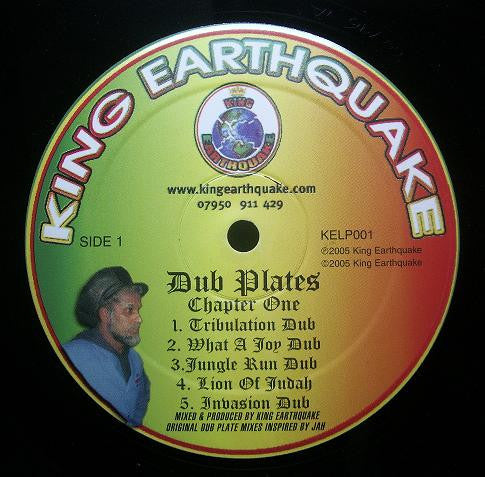 KING EARTHQUAKE
KING
EARTHQUAKE
www.kingearthquake.com
07950 911 429
SIDE 1
KELP001
℗2005 King Earthquake
©2005 King Earthquake
Dub Plates
Chapter One
1. Tribulation Dub
2. What A Joy Dub
3.Jungle Run Dub
4. Lion Of Judah
5. Invasion Dub
MIXED & PRODUCED BY KING EARTHQUAKE
ORIGINAL DUB PLATE MIXES INSPIRED BY JAH